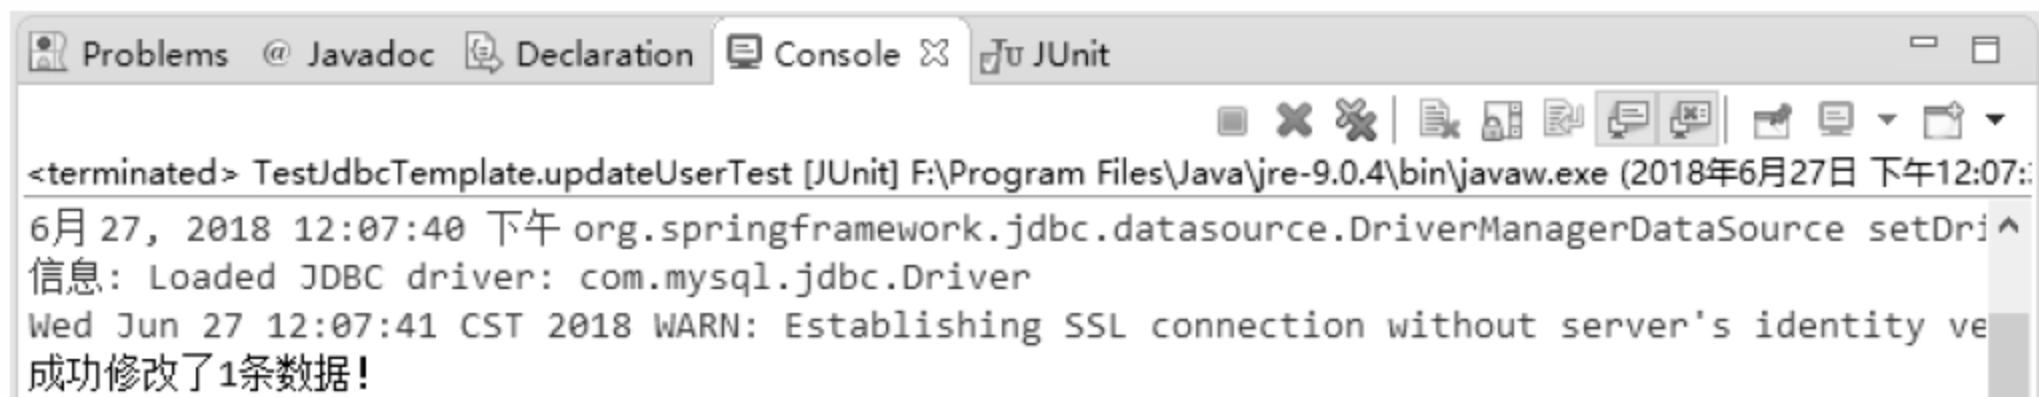 Problems @ Javadoc Declaration Console JUnit
<terminated> TestJdbcTemplate.updateUserTest [JUnit] F:\Program Files\Java\jre-9.0.4\bin\javaw.exe (2018年6月27日 下午12:07:
6月 27, 2018 12:07:40 下午 org.springframework.jdbc.datasource.DriverManagerDataSource setDri
信息: Loaded JDBC driver: com.mysql.jdbc.Driver
Wed Jun 27 12:07:41 CST 2018 WARN: Establishing SSL connection without server's identity ve
成功修改了1条数据!